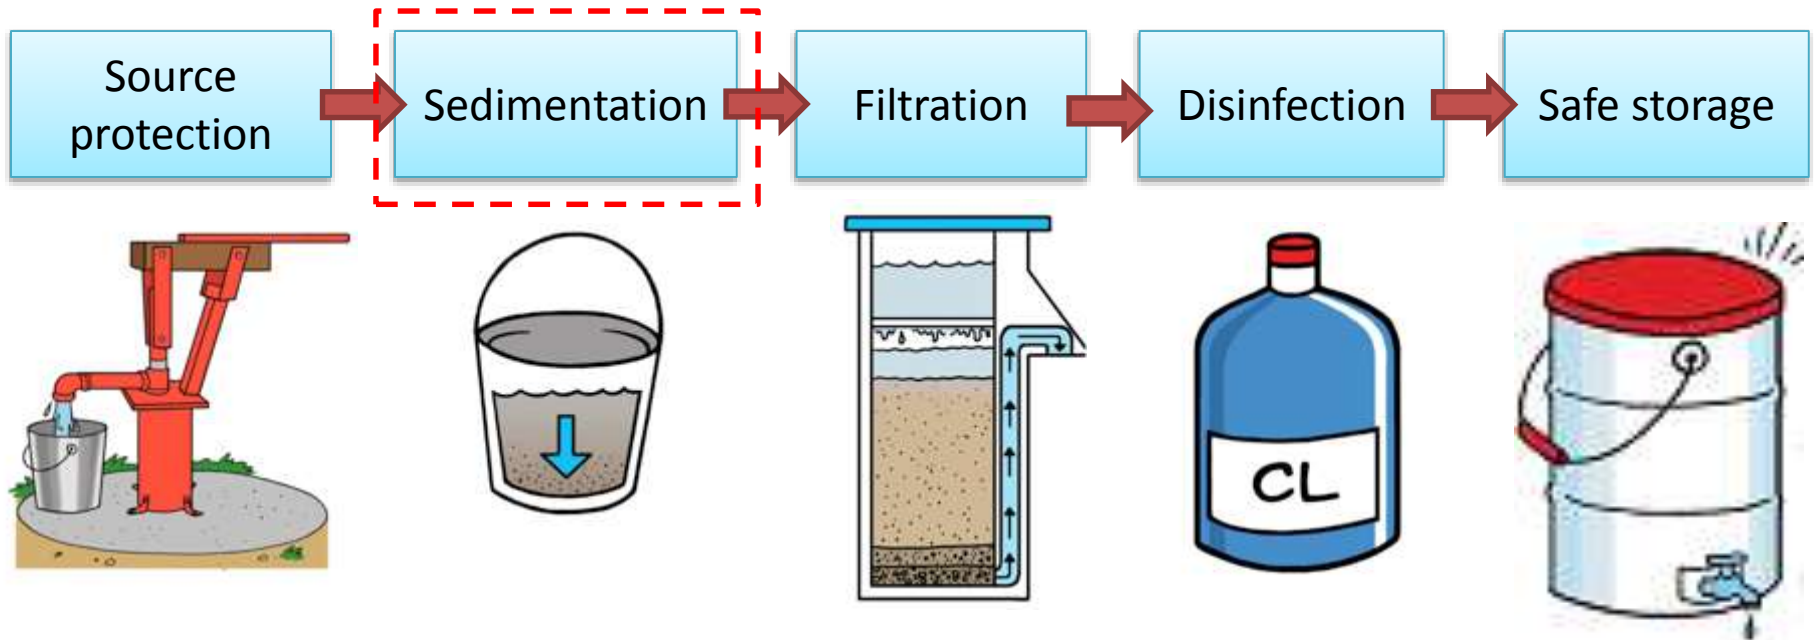 Source
protection
Sedimentation
Filtration
Disinfection
Safe storage
CL